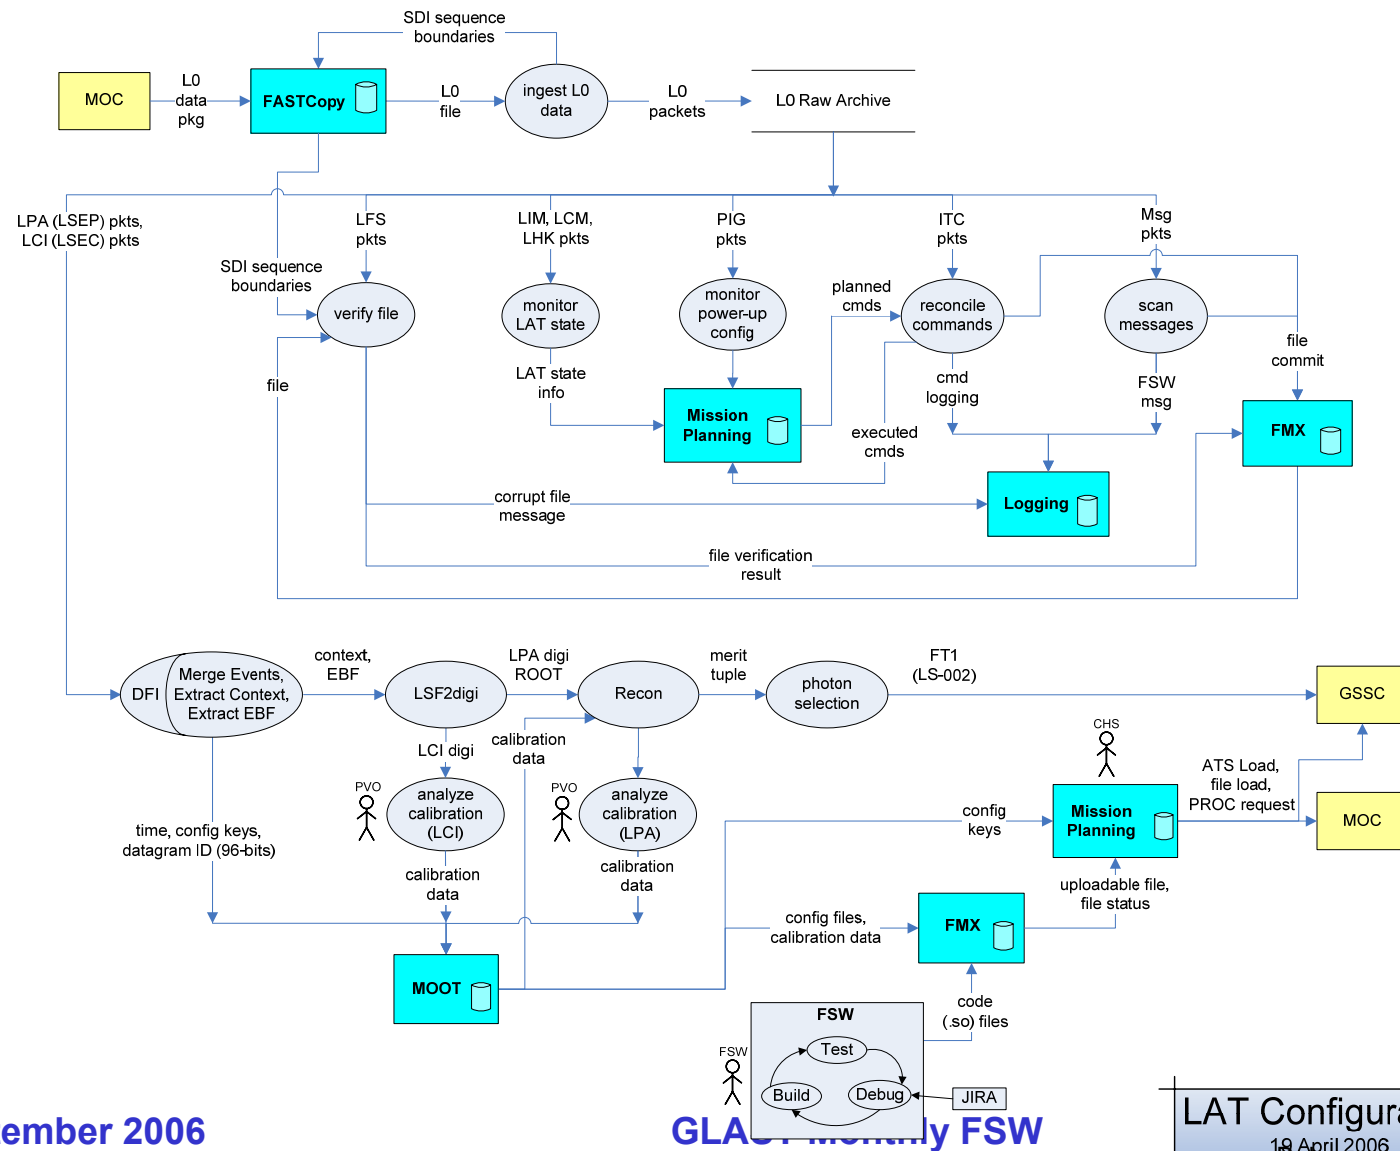 SDI sequence
boundaries
MOC
L0
data
pkg
FASTCopy
L0
file
ingest L0
data
L0
packets
L0 Raw Archive
LPA (LSEP) pkts,
LCI (LSEC) pkts
LFS
pkts
LIM, LCM,
LHK pkts
PIG
pkts
ITC
pkts
Msg
pkts
SDI sequence
boundaries
verify file
monitor
LAT state
monitor
power-up
config
planned
cmds
reconcile
commands
scan
messages
file
commit
file
LAT state
info
cmd
logging
FSW
msg
Mission
Planning
executed
cmds
FMX
corrupt file
message
Logging
file verification
result
DFI
Merge Events,
Extract Context,
Extract EBF
context,
EBF
LSF2digi
LPA digi
ROOT
Recon
merit
tuple
photon
selection
FT1
(LS-002)
GSSC
LCI digi
calibration
data
CHS
ATS Load,
file load,
PROC request
PVO
analyze
calibration
(LCI)
PVO
analyze
calibration
(LPA)
config
keys
Mission
Planning
MOC
time, config keys,
datagram ID (96-bits)
calibration
data
calibration
data
uploadable file,
file status
config files,
calibration data
FMX
MOOT
code
(.so) files
FSW
Test
FSW
Build
Debug
JIRA
tember 2006
GLAST Monthly FSW
LAT Configura
19 April 2006